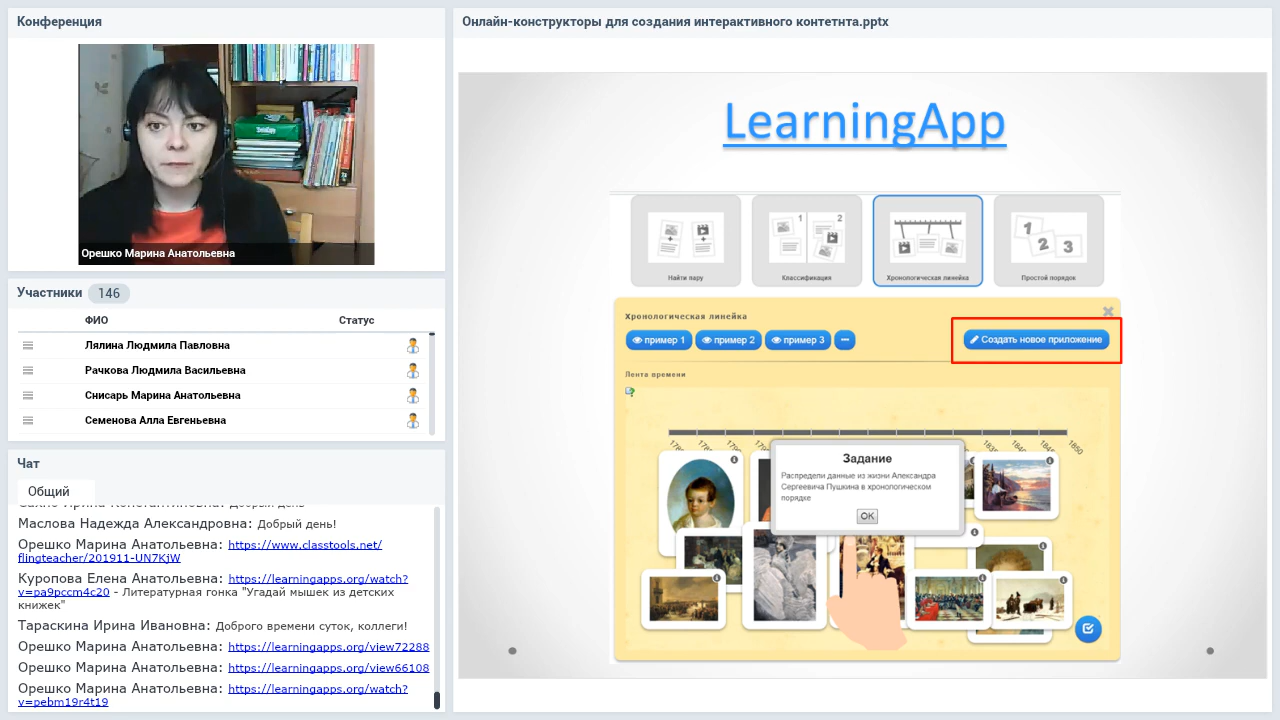 Конференция
Орешко Марина Анатольевна
Участники 146
ФИО Статус
Лялина Людмила Павловна
Рачкова Людмила Васильевна
Снисарь Марина Анатольевна
Семенова Алла Евгеньевна
Чат
Общий
Маслова Надежда Александровна: Добрый день!
Орешко Марина Анатольевна: https://www.classtools.net/
flingteacher/201911-UN7KjW
Куропова Елена Анатольевна: https://learningapps.org/watch?
v=pa9pccm4c20 - Литературная гонка "Угадай мышек из детских
книжек"
Тараскина Ирина Ивановна: Доброго времени суток, коллеги!
Орешко Марина Анатольевна: https://learningapps.org/view72288
Орешко Марина Анатольевна: https://learningapps.org/view66108
Орешко Марина Анатольевна: https://learningapps.org/watch?
v=pebm19r4t19
Онлайн-конструкторы для создания интерактивного контетнта.pptx
LearningApp
1 2 1 2 3
Найти пару Классификация Хронологическая линейка Простой порядок
Хронологическая линейка
пример 1 пример 2 пример 3 Создать новое приложение
Лента времени
1850
Задание
Распредели данные из жизни Александра
Сергеевича Пушкина в хронологическом
порядке
OK